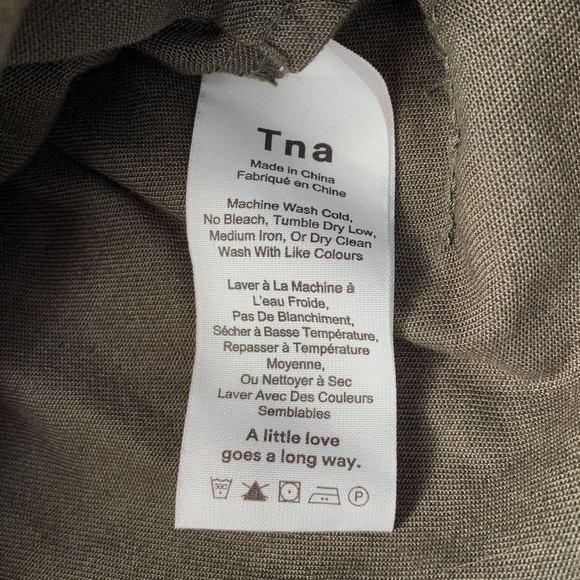 Tna
Made in China
Fabriqué en Chine
Machine Wash Cold,
No Bleach, Tumble Dry Low,
Medium Iron, Or Dry Clean
Wash With Like Colours
Laver à La Machine à
L'eau Froide,
Pas De Blanchiment,
Sécher à Basse Température,
Repasser à Température
Moyenne,
Ou Nettoyer à Sec
Laver Avec Des Couleurs
Semblables
A little love
goes a long way.
30C P